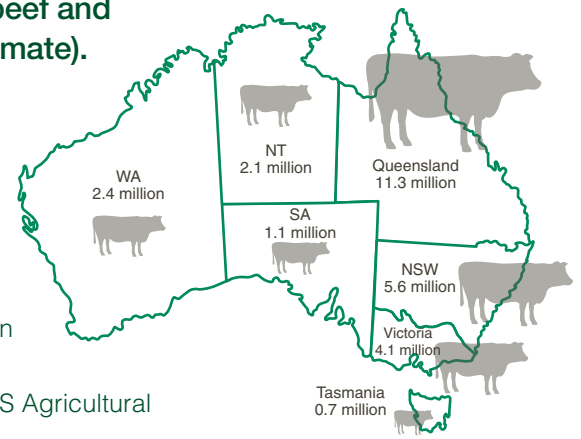 beef and
mate).
NT
2.1 million
WA
2.4 million
Queensland
11.3 million
SA
1.1 million
NSW
5.6 million
Victoria
4.1 million
Tasmania
0.7 million
n
S Agricultural